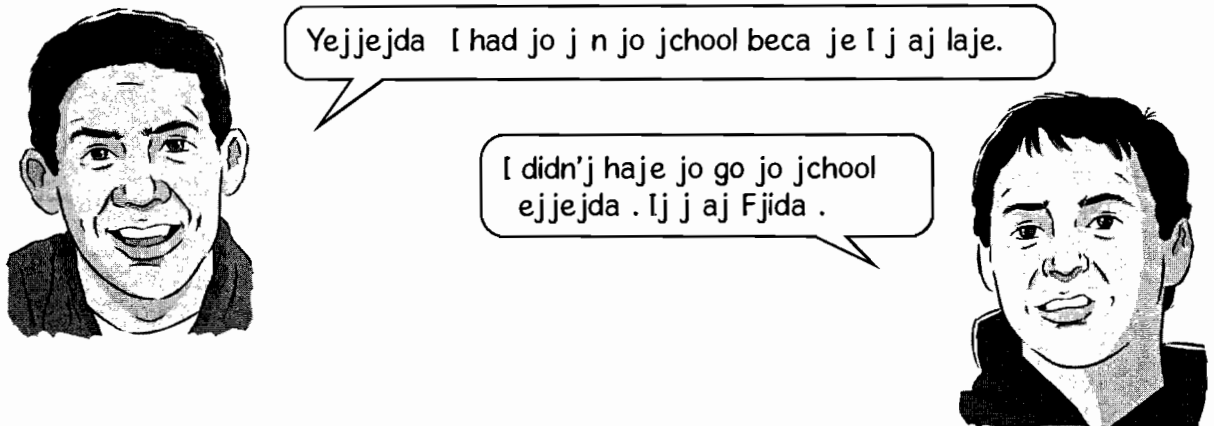 Yejjejda I had jo j n jo jchool beca je I j aj laje.
I didn'j haje jo go jo jchool
ejjejda . Ij j aj Fjida .